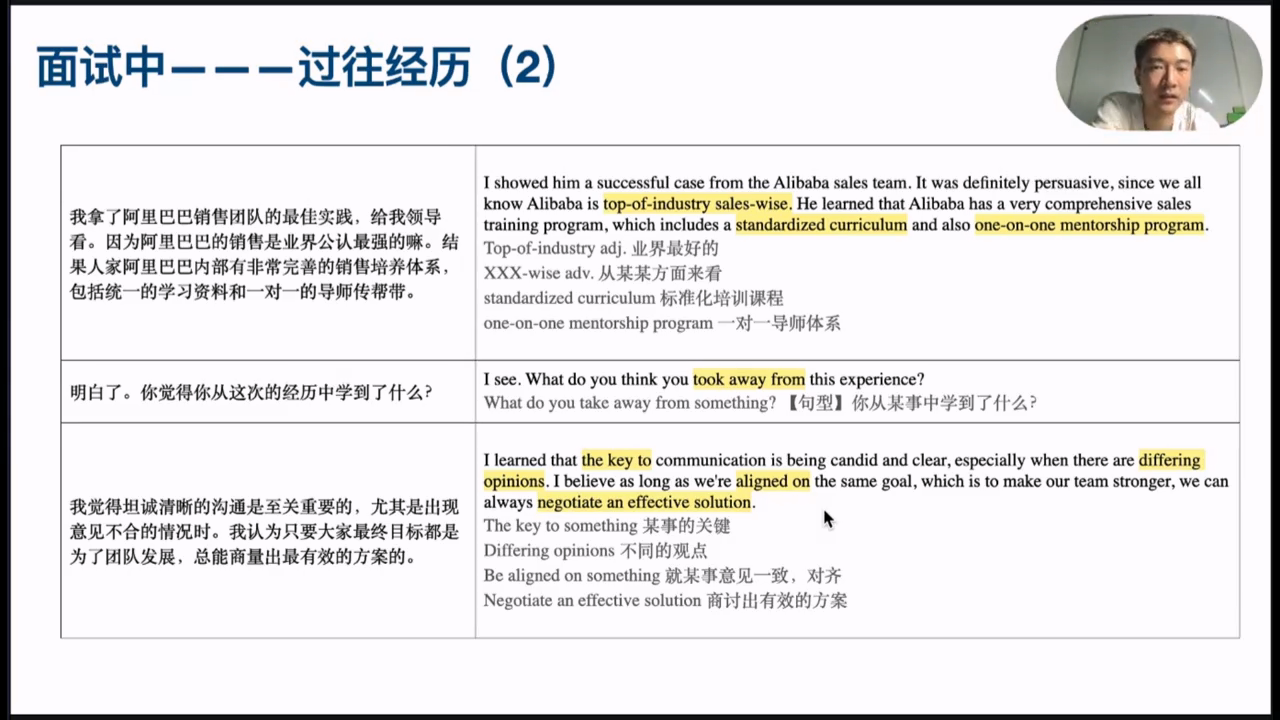 面试中———过往经历（2）
我拿了阿里巴巴销售团队的最佳实践，给我领导
看。因为阿里巴巴的销售是业界公认最强的嘛。结
果人家阿里巴巴内部有非常完善的销售培养体系，
包括统一的学习资料和一对一的导师传帮带。
I showed him a successful case from the Alibaba sales team. It was definitely persuasive, since we all
know Alibaba is top-of-industry sales-wise. He learned that Alibaba has a very comprehensive sales
training program, which includes a standardized curriculum and also one-on-one mentorship program.
Top-of-industry adj. 业界最好的
XXX-wise adv. 从某某方面来看
standardized curriculum 标准化培训课程
one-on-one mentorship program 一对一导师体系
明白了。你觉得你从这次的经历中学到了什么？
I see. What do you think you took away from this experience?
What do you take away from something? 【句型】你从某事中学到了什么？
我觉得坦诚清晰的沟通是至关重要的，尤其是出现
意见不合的情况时。我认为只要大家最终目标都是
为了团队发展，总能商量出最有效的方案的。
I learned that the key to communication is being candid and clear, especially when there are differing
opinions. I believe as long as we're aligned on the same goal, which is to make our team stronger, we can
always negotiate an effective solution.
The key to something 某事的关键
Differing opinions 不同的观点
Be aligned on something 就某事意见一致，对齐
Negotiate an effective solution 商讨出有效的方案